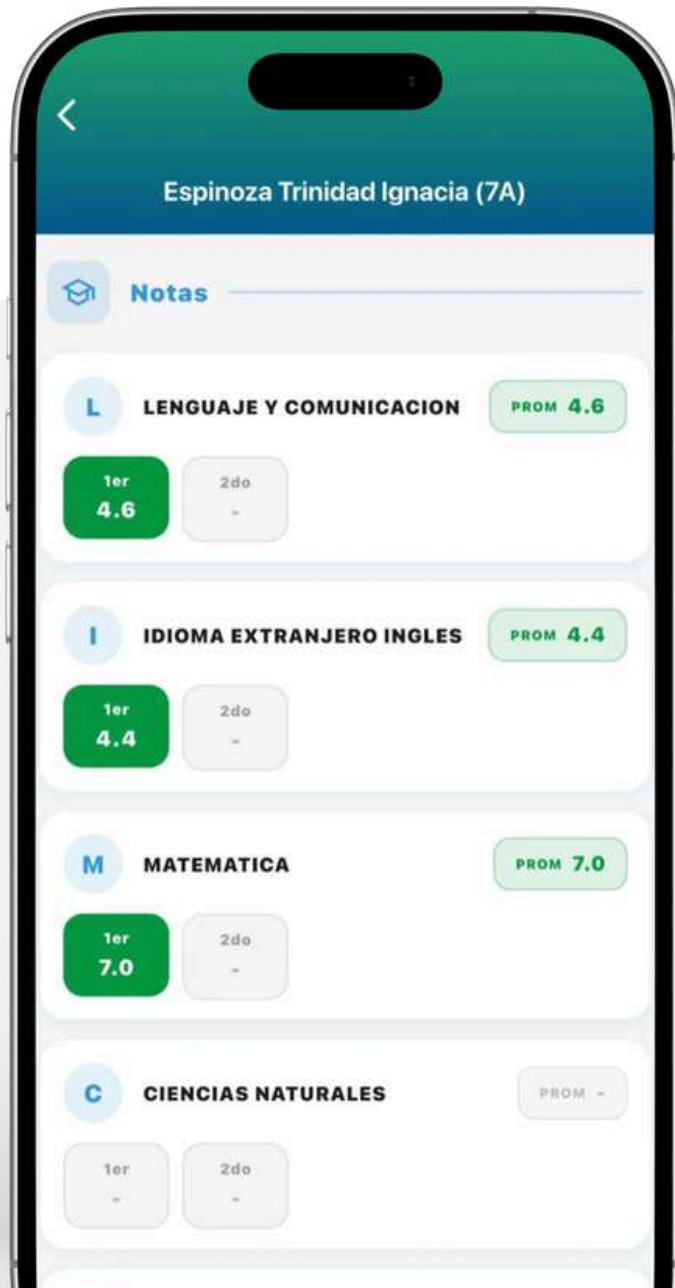 Espinoza Trinidad Ignacia (7A)
Notas
L LENGUAJE Y COMUNICACION PROM 4.6
1er 2do
4.6 -
I IDIOMA EXTRANJERO INGLES PROM 4.4
1er 2do
4.4 -
M MATEMATICA PROM 7.0
1er 2do
7.0 -
C CIENCIAS NATURALES PROM -
1er 2do
- -